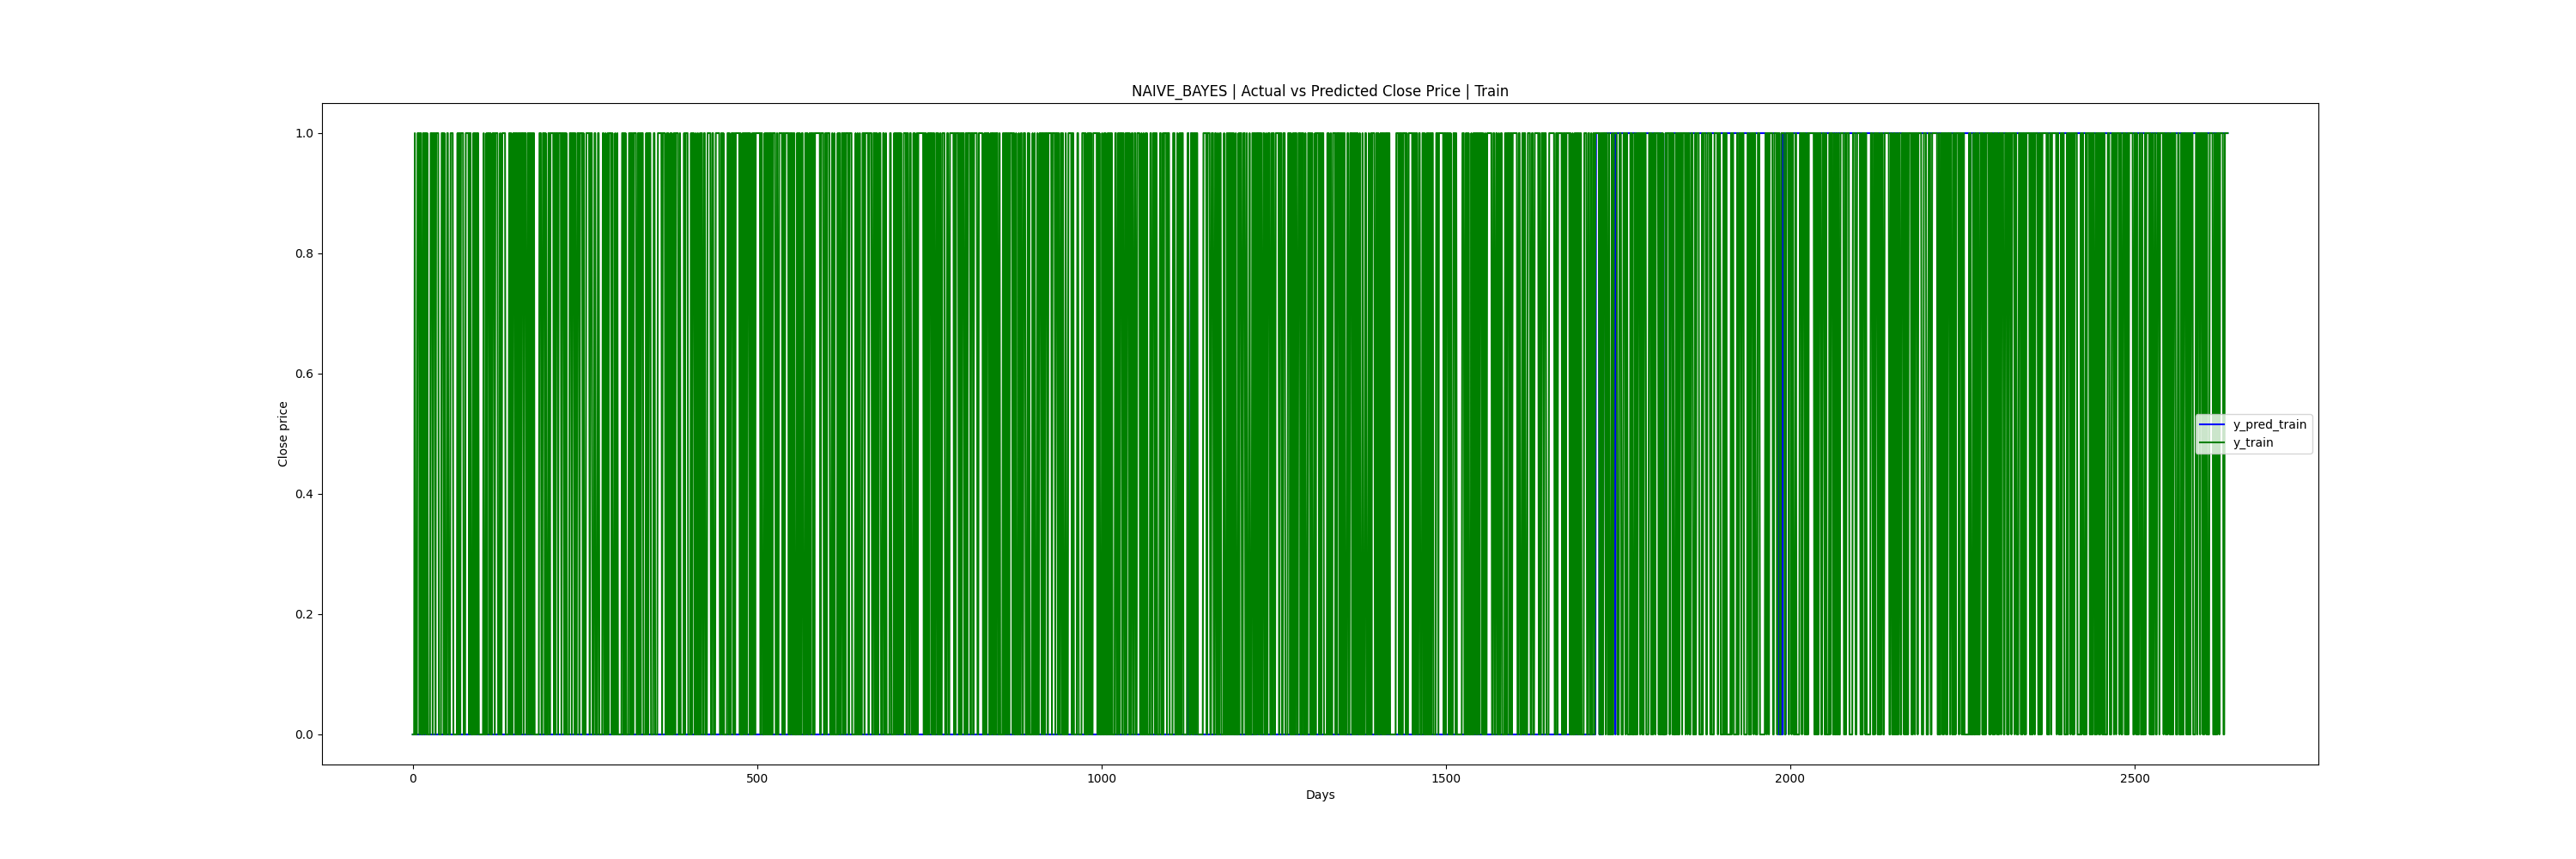 NAIVE_BAYES | Actual vs Predicted Close Price | Train
1.0
0.8
0.6
0.4
0.2
0.0
Close price
y_pred_train
y_train
0 500 1000 1500 2000 2500
Days